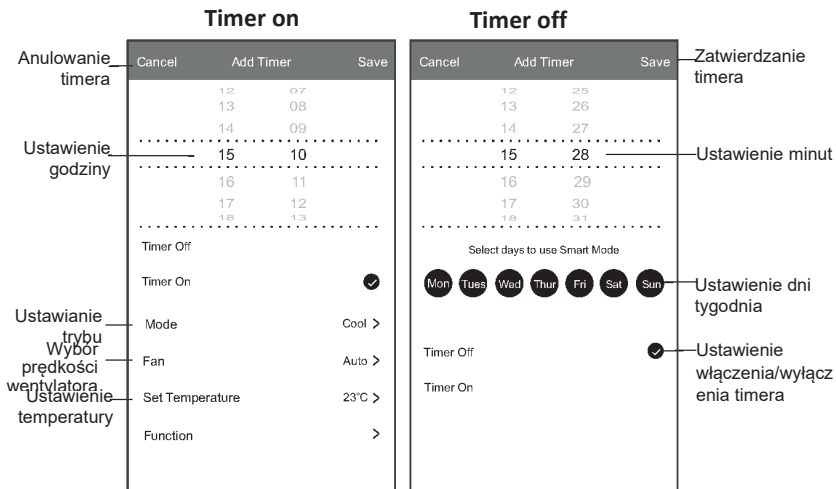 Timer on
Timer off
Anulowanie
timera
Cancel
Add Timer
Save
Cancel
Add Timer
Save
Zatwierdzanie
timera
12 07
13 08
14 09
15 10
16 11
17 12
18 13
12 25
13 26
14 27
15 28
16 29
17 30
18 31
Ustawienie
godziny
Ustawienie minut
Timer Off
Timer On
Select days to use Smart Mode
Mon Tues Wed Thur Fri Sat Sun
Ustawienie dni
tygodnia
Ustawianie
trybu
Mode
Cool >
Wybór
prędkości
wentylatora
Fan
Auto >
Ustawienie
temperatury
Set Temperature
23°C >
Function
>
Timer Off
Timer On
Ustawienie
włączenia/wyłącz
enia timera